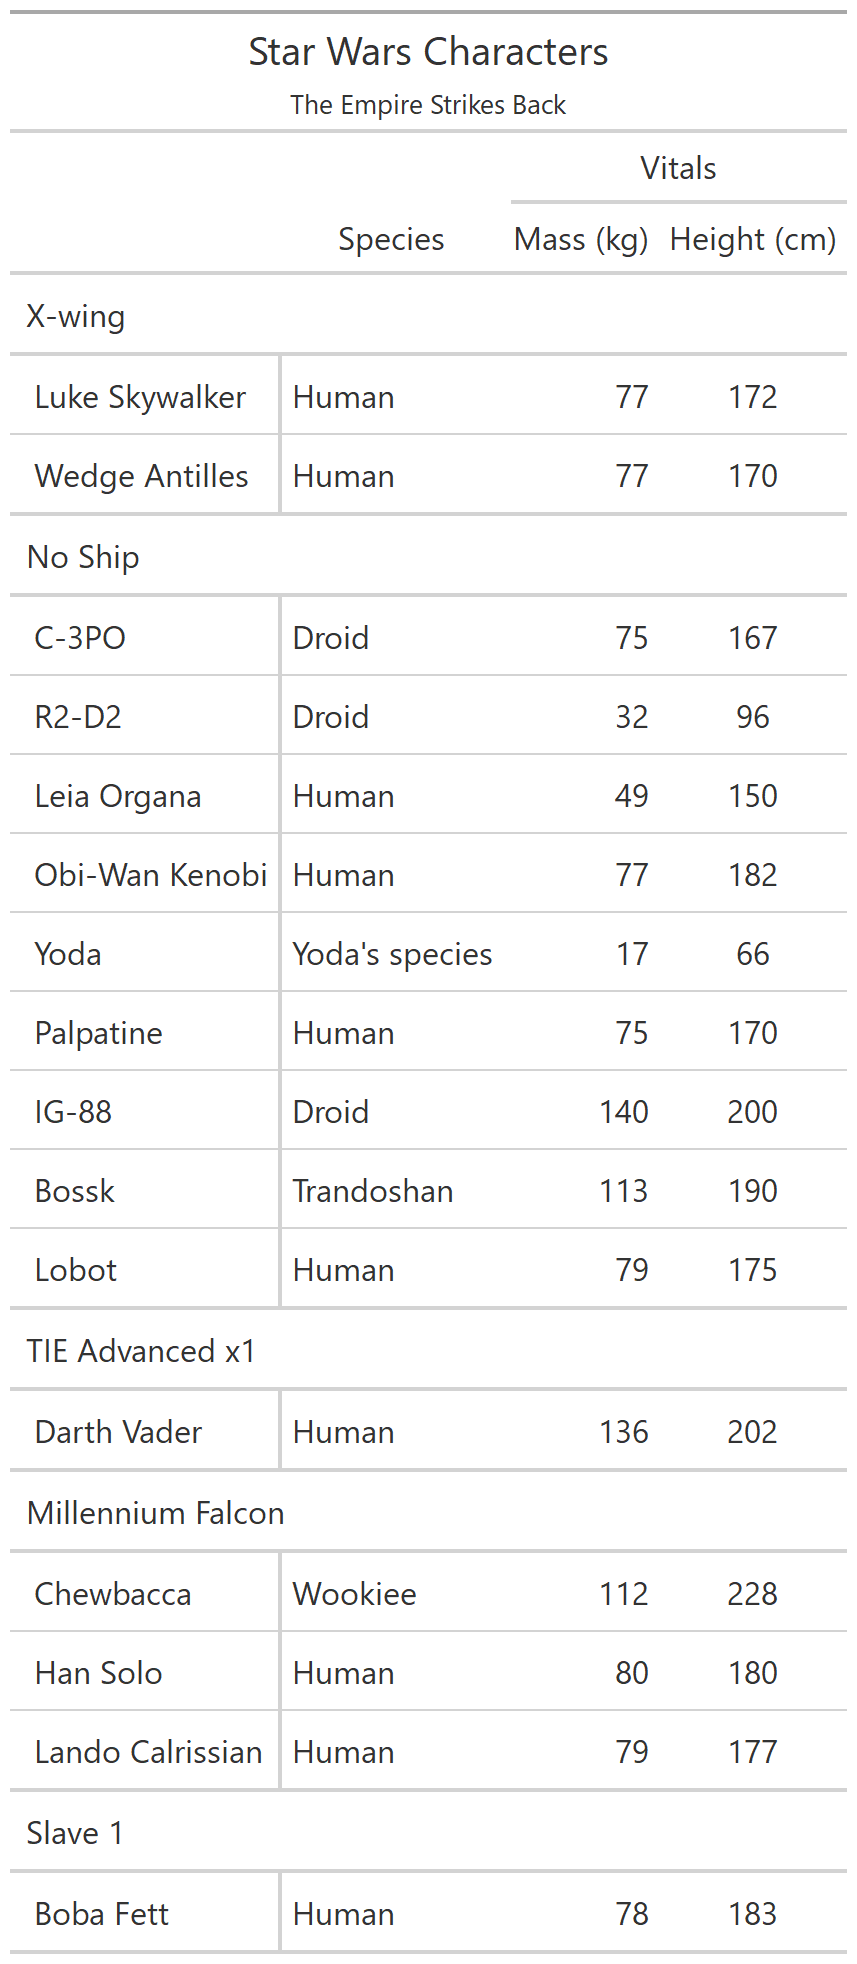 Star Wars Characters
The Empire Strikes Back
Vitals
Species Mass (kg) Height (cm)
X-wing
Luke Skywalker Human 77 172
Wedge Antilles Human 77 170
No Ship
C-3PO Droid 75 167
R2-D2 Droid 32 96
Leia Organa Human 49 150
Obi-Wan Kenobi Human 77 182
Yoda Yoda's species 17 66
Palpatine Human 75 170
IG-88 Droid 140 200
Bossk Trandoshan 113 190
Lobot Human 79 175
TIE Advanced x1
Darth Vader Human 136 202
Millennium Falcon
Chewbacca Wookiee 112 228
Han Solo Human 80 180
Lando Calrissian Human 79 177
Slave 1
Boba Fett Human 78 183